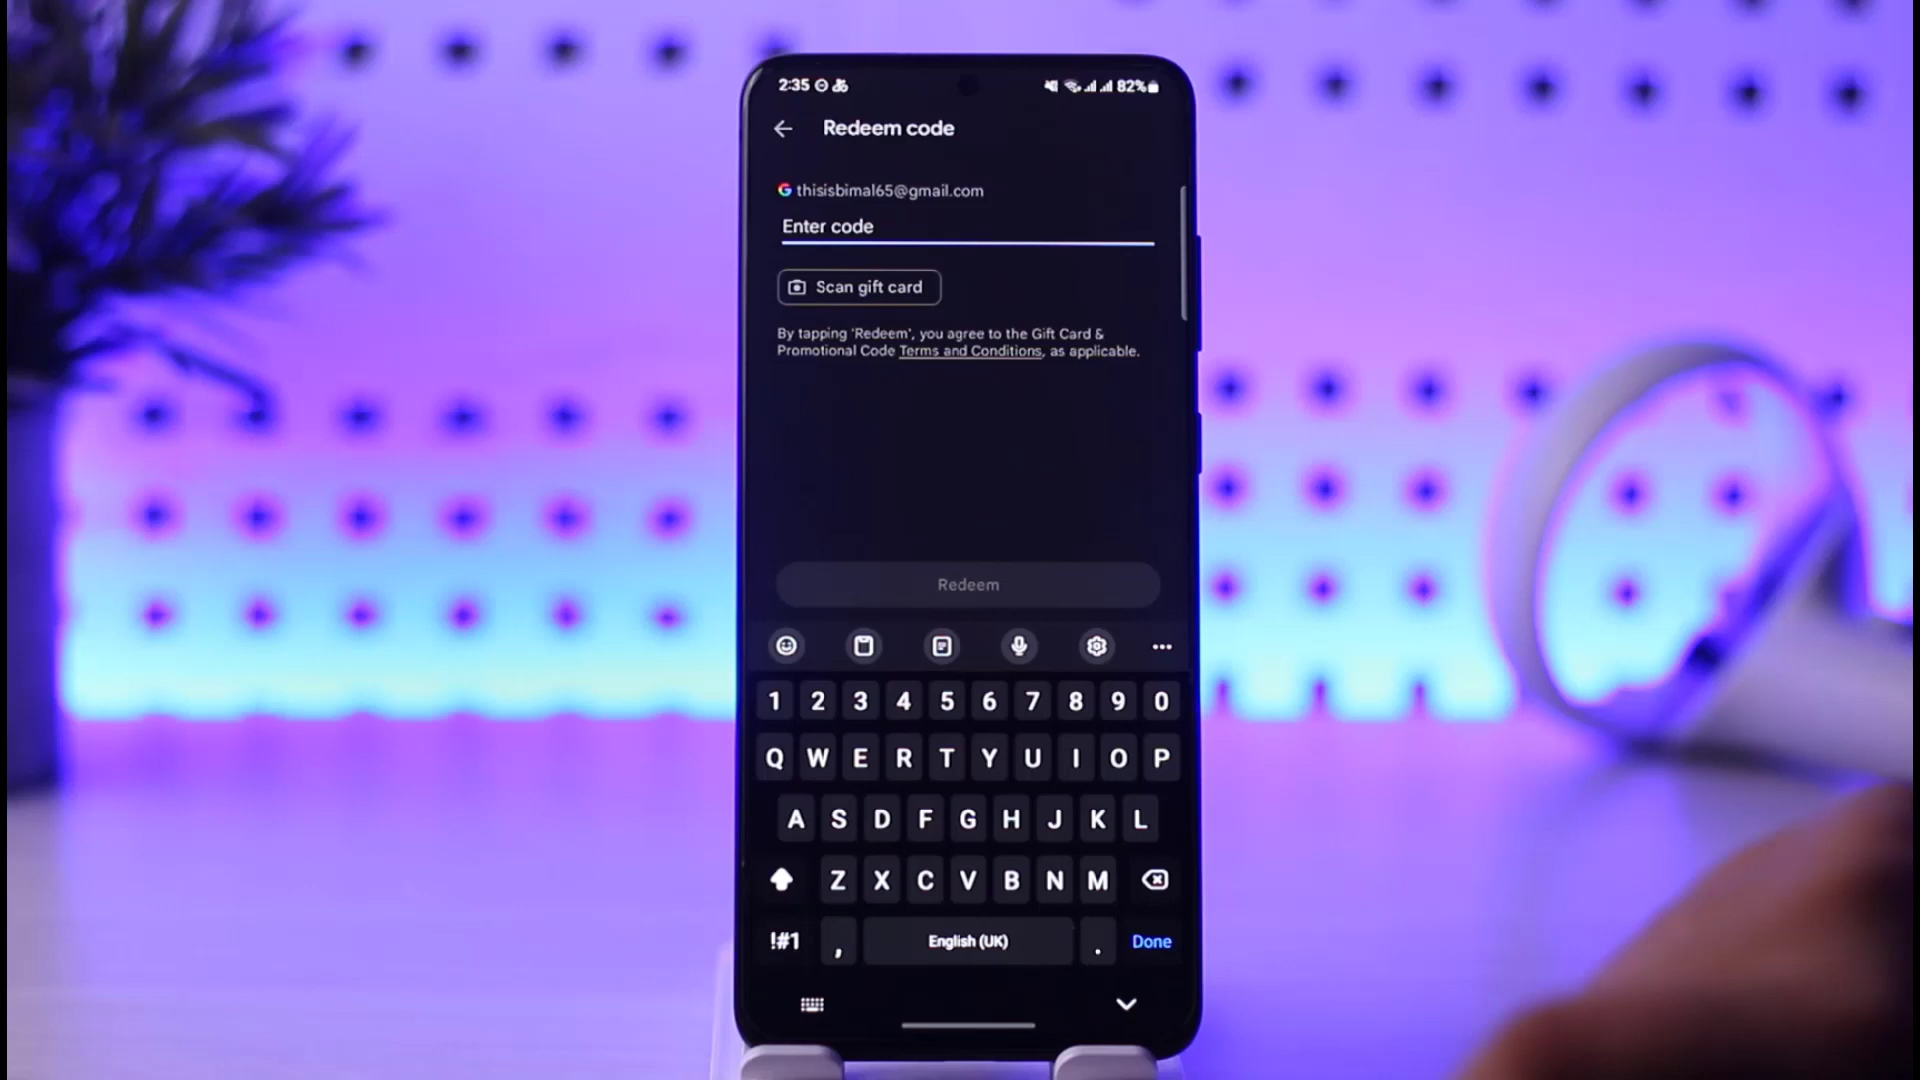 2:35 82%
Redeem code
G thisisbimal65@gmail.com
Enter code
Scan gift card
By tapping 'Redeem', you agree to the Gift Card &
Promotional Code Terms and Conditions, as applicable.
Redeem
1 2 3 4 5 6 7 8 9 0
Q W E R T Y U I O P
A S D F G H J K L
Z X C V B N M
!#1 , English (UK) . Done